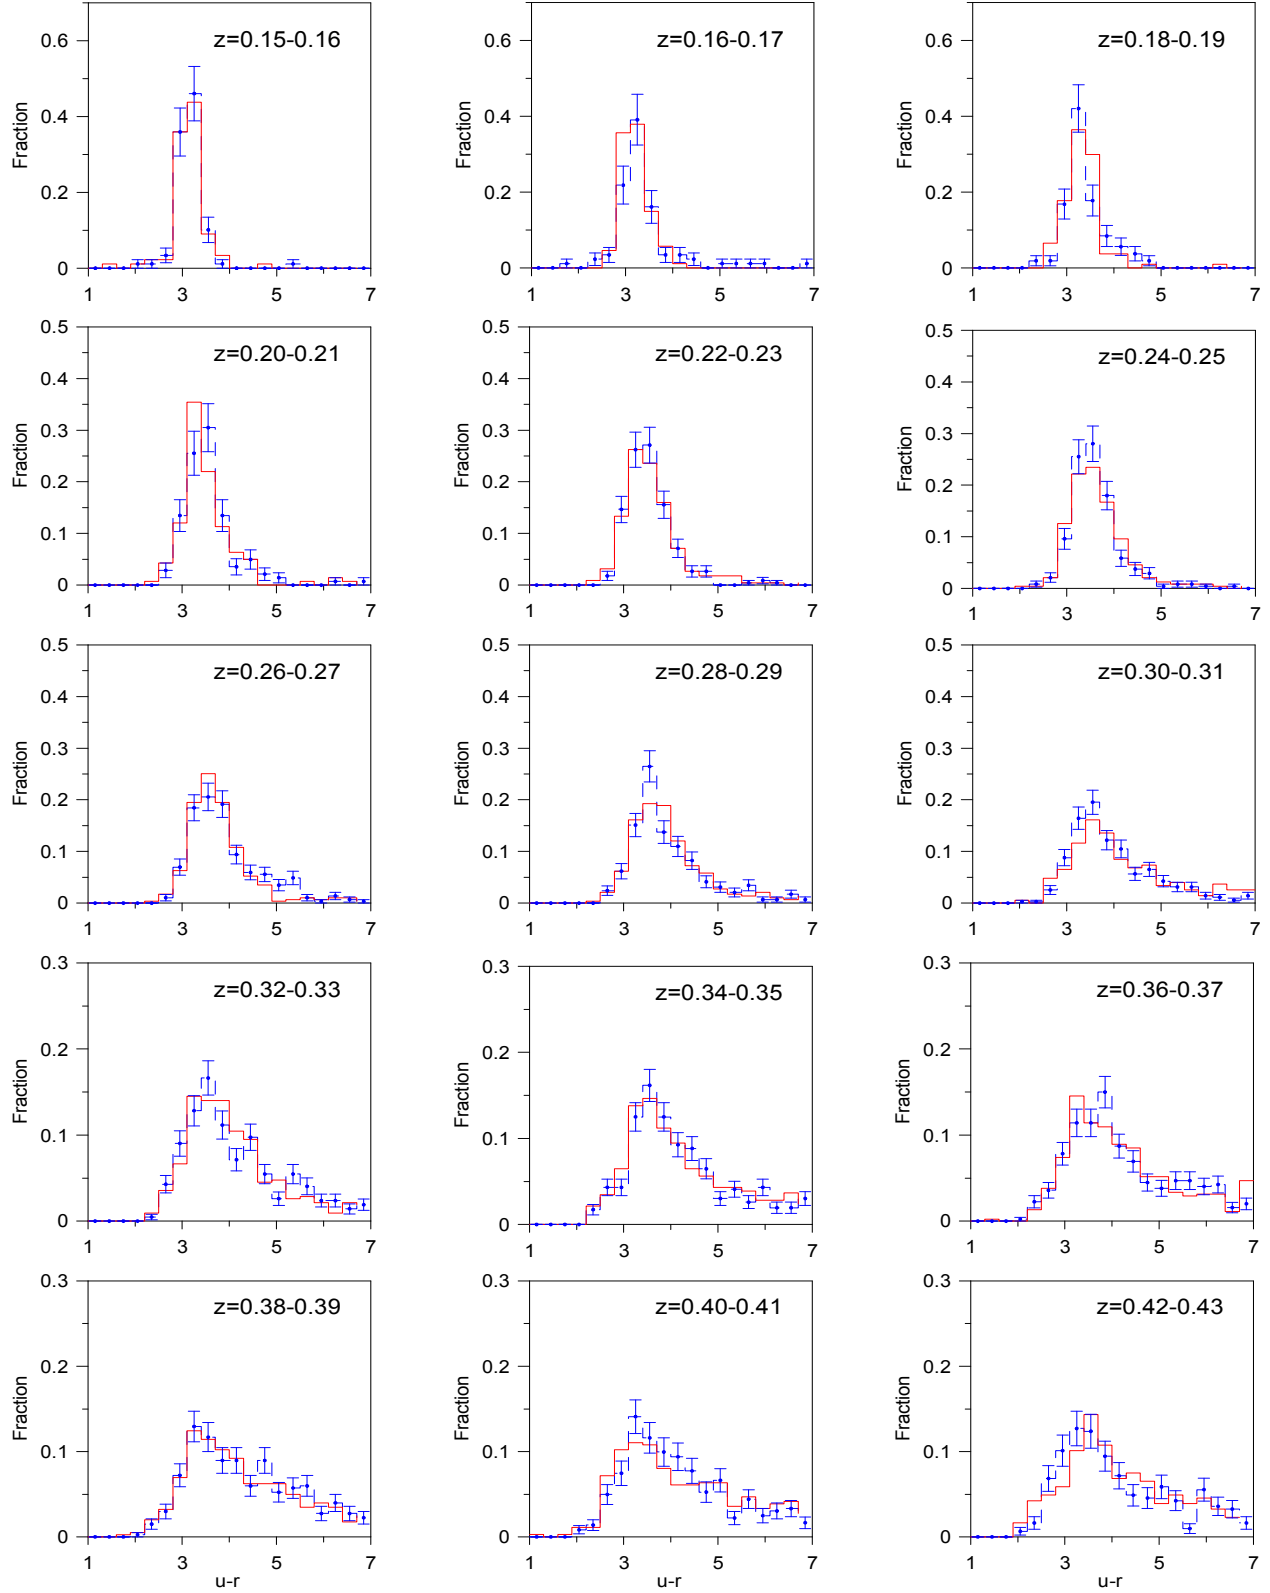 0.6
0.4
0.2
0
Fraction
z=0.15-0.16
1 3 5 7
0.6
0.4
0.2
0
Fraction
z=0.16-0.17
1 3 5 7
0.6
0.4
0.2
0
Fraction
z=0.18-0.19
1 3 5 7
0.5
0.4
0.3
0.2
0.1
0
Fraction
z=0.20-0.21
1 3 5 7
0.5
0.4
0.3
0.2
0.1
0
Fraction
z=0.22-0.23
1 3 5 7
0.5
0.4
0.3
0.2
0.1
0
Fraction
z=0.24-0.25
1 3 5 7
0.5
0.4
0.3
0.2
0.1
0
Fraction
z=0.26-0.27
1 3 5 7
0.5
0.4
0.3
0.2
0.1
0
Fraction
z=0.28-0.29
1 3 5 7
0.5
0.4
0.3
0.2
0.1
0
Fraction
z=0.30-0.31
1 3 5 7
0.3
0.2
0.1
0
Fraction
z=0.32-0.33
1 3 5 7
0.3
0.2
0.1
0
Fraction
z=0.34-0.35
1 3 5 7
0.3
0.2
0.1
0
Fraction
z=0.36-0.37
1 3 5 7
0.3
0.2
0.1
0
Fraction
z=0.38-0.39
1 3 5 7
u-r
0.3
0.2
0.1
0
Fraction
z=0.40-0.41
1 3 5 7
u-r
0.3
0.2
0.1
0
Fraction
z=0.42-0.43
1 3 5 7
u-r